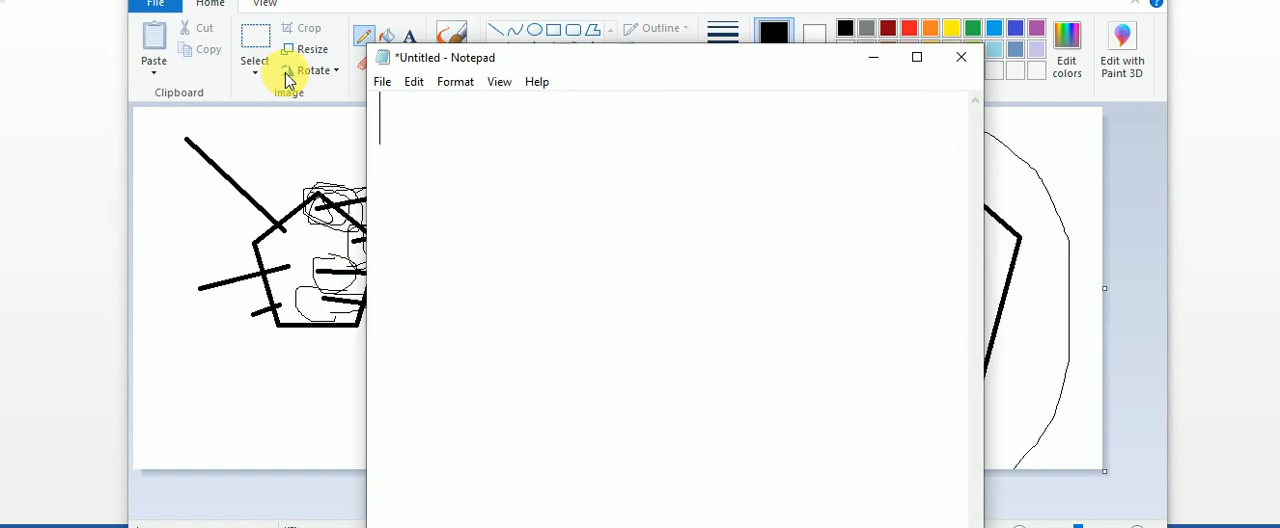 File Home View
Paste
Cut
Copy
Clipboard
Select
Crop
Resize
Rotate
Image
A
Outline
Edit colors
Edit with Paint 3D
?
*Untitled - Notepad
File Edit Format View Help